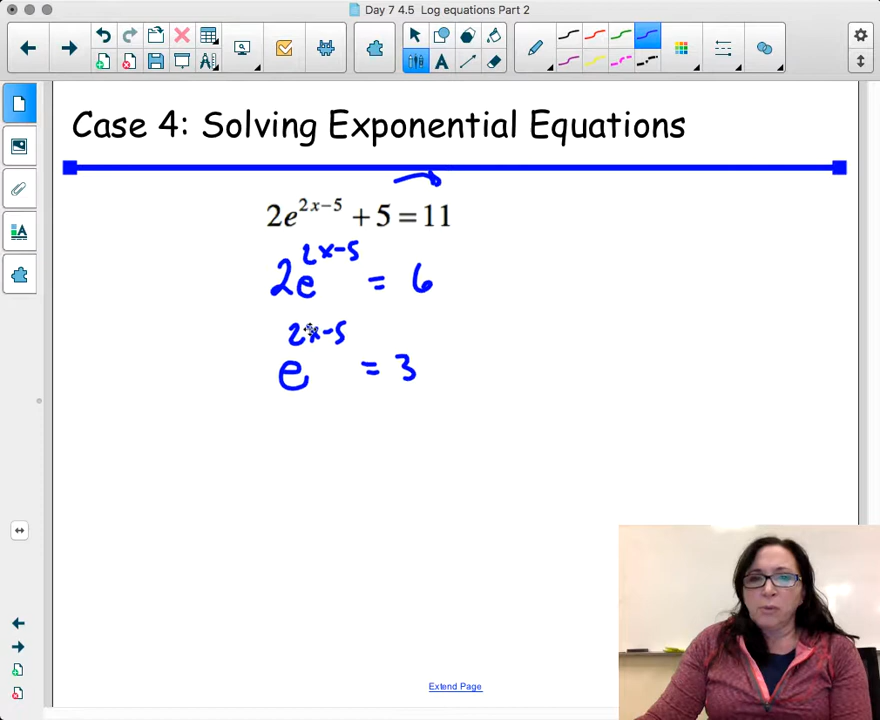 Day 7 4.5 Log equations Part 2
Case 4: Solving Exponential Equations
2e^{2x-5} + 5 = 11
2e^{2x-5} = 6
e^{2x-5} = 3
Extend Page